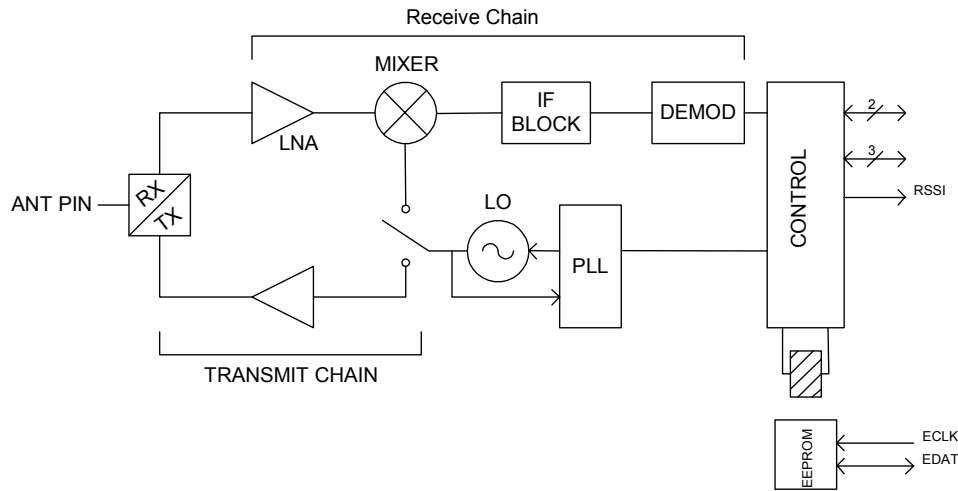 Receive Chain
MIXER
LNA
IF
BLOCK
DEMOD
CONTROL
2
3
RSSI
ANT PIN
RX
TX
LO
PLL
TRANSMIT CHAIN
EEPROM
ECLK
EDAT